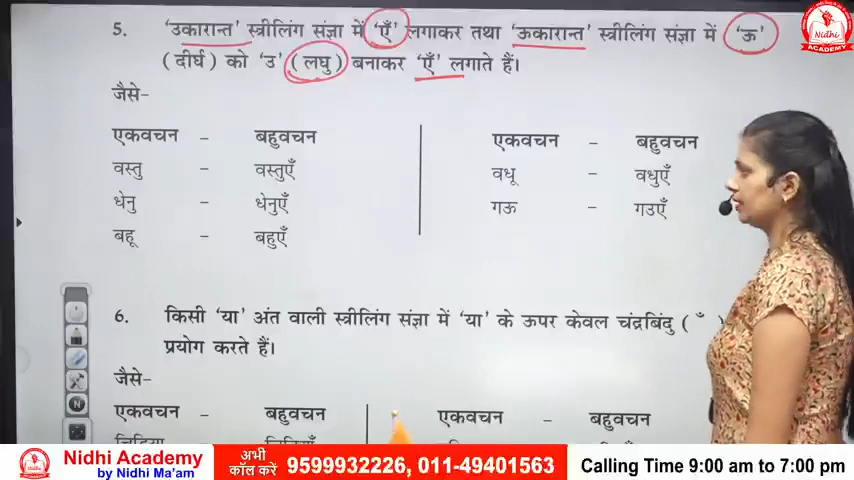 5. 'उकारान्त' स्त्रीलिंग संज्ञा में 'एँ' लगाकर तथा 'ऊकारान्त' स्त्रीलिंग संज्ञा में 'ऊ'
(दीर्घ) को 'उ' (लघु) बनाकर 'एँ' लगाते हैं।
जैसे-
एकवचन - बहुवचन एकवचन - बहुवचन
वस्तु - वस्तुएँ वधू - वधुएँ
धेनु - धेनुएँ गऊ - गउएँ
बहू - बहुएँ
6. किसी 'या' अंत वाली स्त्रीलिंग संज्ञा में 'या' के ऊपर केवल चंद्रबिंदु ( ँ )
प्रयोग करते हैं।
जैसे-
एकवचन - बहुवचन एकवचन - बहुवचन
Nidhi
ACADEMY
Nidhi Academy
by Nidhi Ma'am
अभी
कॉल करें
9599932226, 011-49401563
Calling Time 9:00 am to 7:00 pm